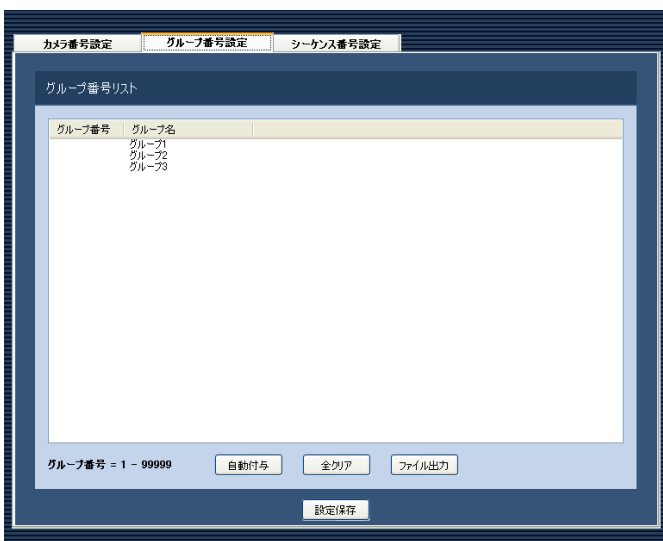 カメラ番号設定 グループ番号設定 シーケンス番号設定
グループ番号リスト
グループ番号 グループ名
グループ1
グループ2
グループ3
グループ番号 = 1 - 99999 自動付与 全クリア ファイル出力
設定保存